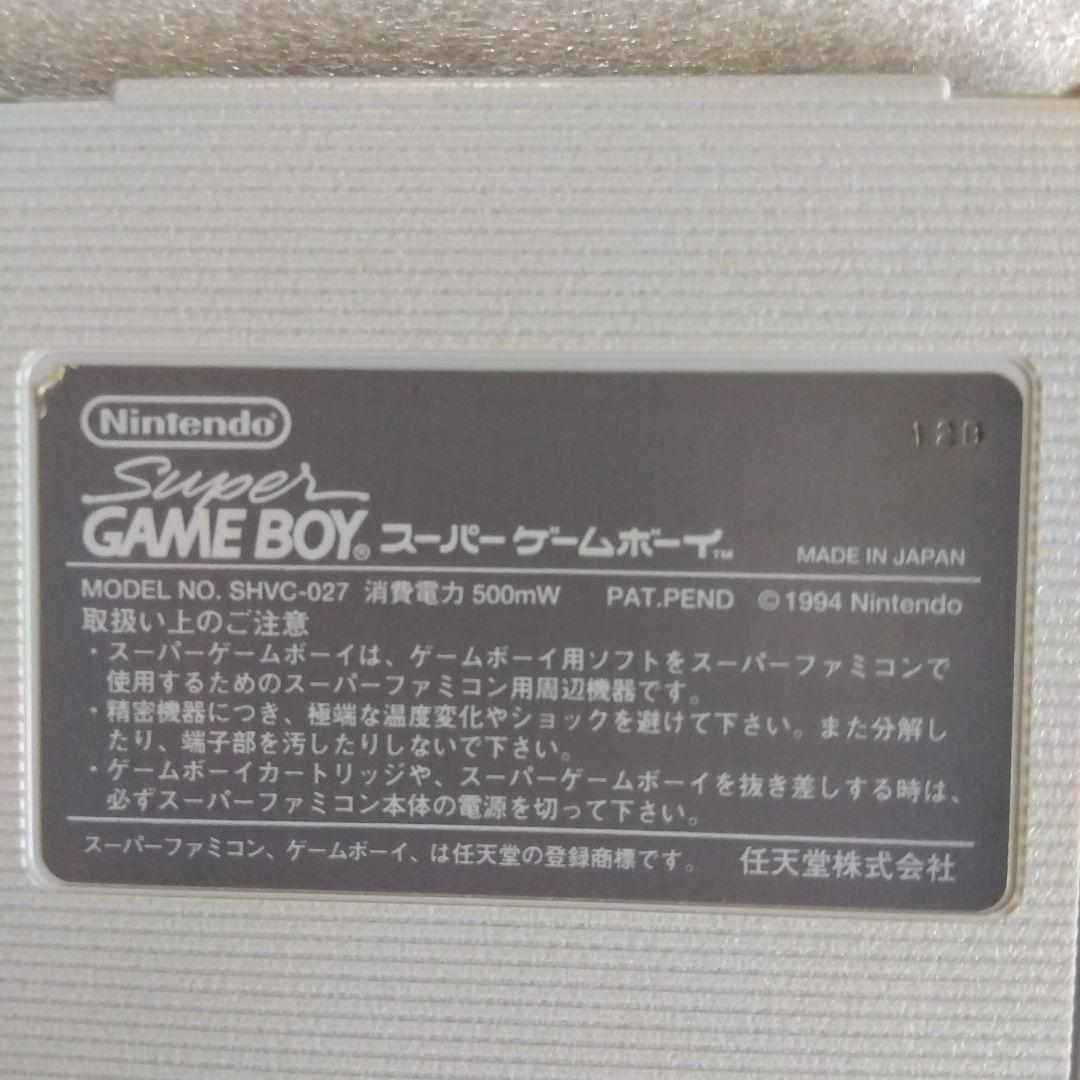 Nintendo®
12B
Super
GAME BOY® スーパーゲームボーイ™ MADE IN JAPAN
MODEL NO. SHVC-027 消費電力 500mW PAT.PEND ©1994 Nintendo
取扱い上のご注意
・スーパーゲームボーイは、ゲームボーイ用ソフトをスーパーファミコンで
使用するためのスーパーファミコン用周辺機器です。
・精密機器につき、極端な温度変化やショックを避けて下さい。また分解し
たり、端子部を汚したりしないで下さい。
・ゲームボーイカートリッジや、スーパーゲームボーイを抜き差しする時は、
必ずスーパーファミコン本体の電源を切って下さい。
スーパーファミコン、ゲームボーイ、は任天堂の登録商標です。 任天堂株式会社